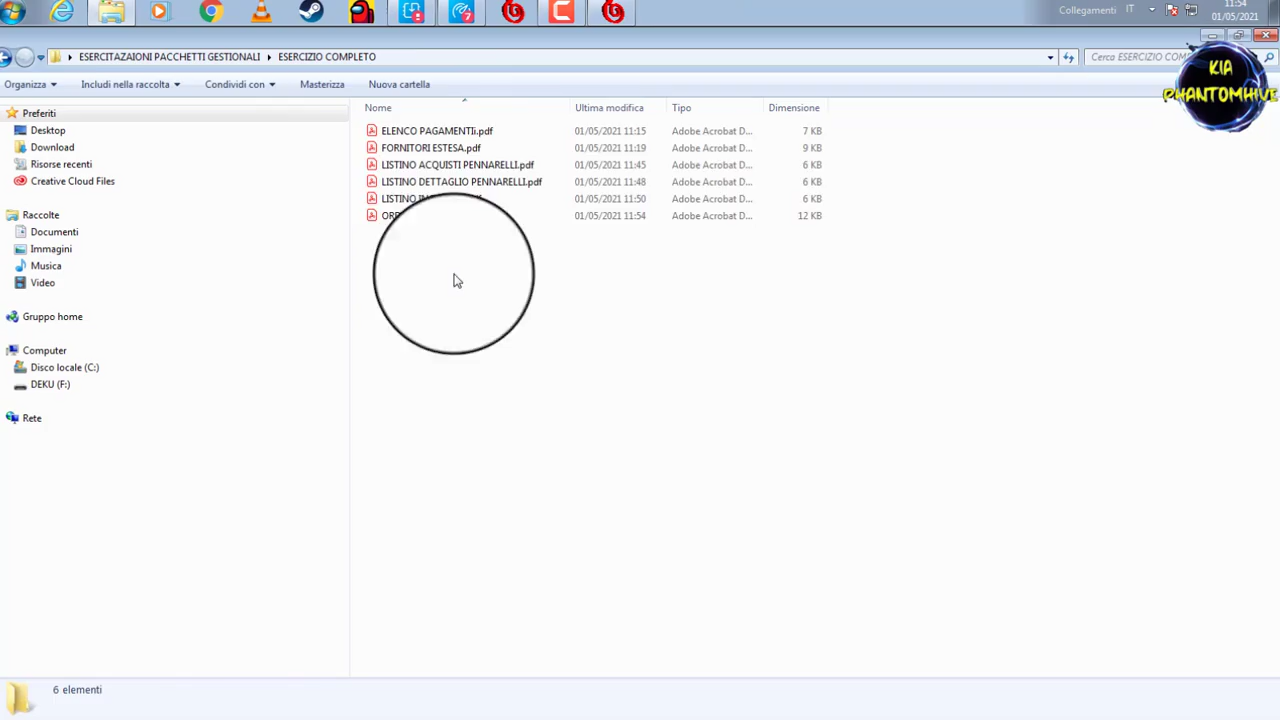 Collegamenti IT 11:54
01/05/2021
ESERCITAZAIONI PACCHETTI GESTIONALI ESERCIZIO COMPLETO Cerca ESERCIZIO
KIA
PHANTOMHIVE
Organizza Includi nella raccolta Condividi con Masterizza Nuova cartella
Preferiti
Desktop
Download
Risorse recenti
Creative Cloud Files
Raccolte
Documenti
Immagini
Musica
Video
Gruppo home
Computer
Disco locale (C:)
DEKU (F:)
Rete
Nome Ultima modifica Tipo Dimensione
ELENCO PAGAMENTIi.pdf 01/05/2021 11:15 Adobe Acrobat D... 7 KB
FORNITORI ESTESA.pdf 01/05/2021 11:19 Adobe Acrobat D... 9 KB
LISTINO ACQUISTI PENNARELLI.pdf 01/05/2021 11:45 Adobe Acrobat D... 6 KB
LISTINO DETTAGLIO PENNARELLI.pdf 01/05/2021 11:48 Adobe Acrobat D... 6 KB
LISTINO 01/05/2021 11:50 Adobe Acrobat D... 6 KB
01/05/2021 11:54 Adobe Acrobat D... 12 KB
6 elementi